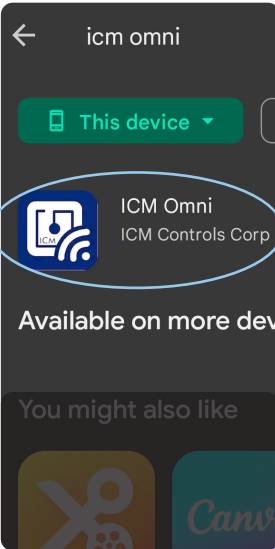 icm omni
This device
ICM
ICM Omni
ICM Controls Corp
Available on more dev
You might also like
Canv